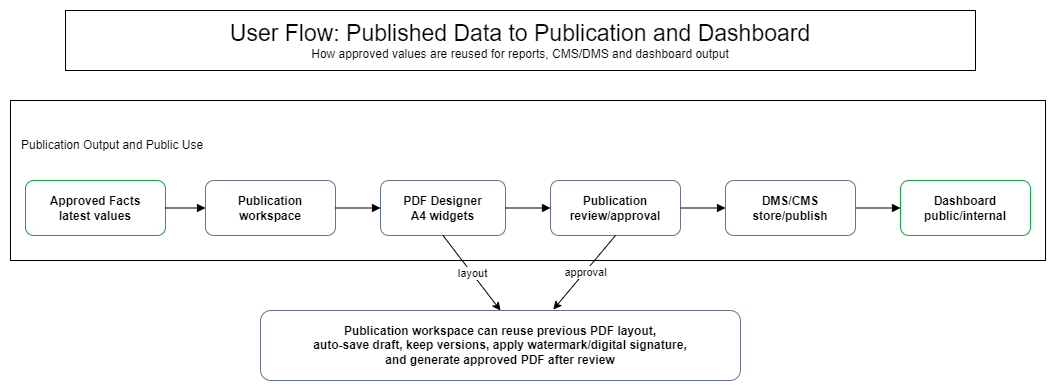 User Flow: Published Data to Publication and Dashboard
How approved values are reused for reports, CMS/DMS and dashboard output
Publication Output and Public Use
Approved Facts
latest values
Publication
workspace
PDF Designer
A4 widgets
Publication
review/approval
DMS/CMS
store/publish
Dashboard
public/internal
layout
approval
Publication workspace can reuse previous PDF layout,
auto-save draft, keep versions, apply watermark/digital signature,
and generate approved PDF after review